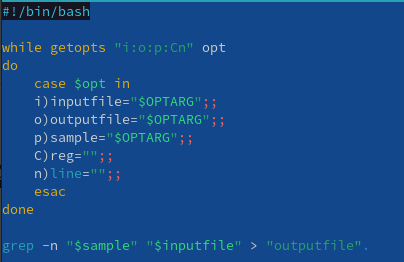 #!/bin/bash
while getopts "i:o:p:Cn" opt
do
case $opt in
i)inputfile="$OPTARG";;
o)outputfile="$OPTARG";;
p)sample="$OPTARG";;
C)reg="";;
n)line="";;
esac
done
grep -n "$sample" "$inputfile" > "outputfile".